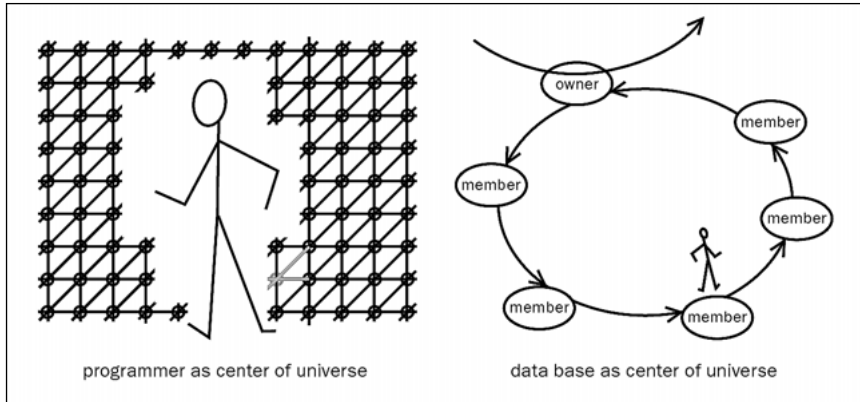 owner
member
member
member
member
member
programmer as center of universe
data base as center of universe